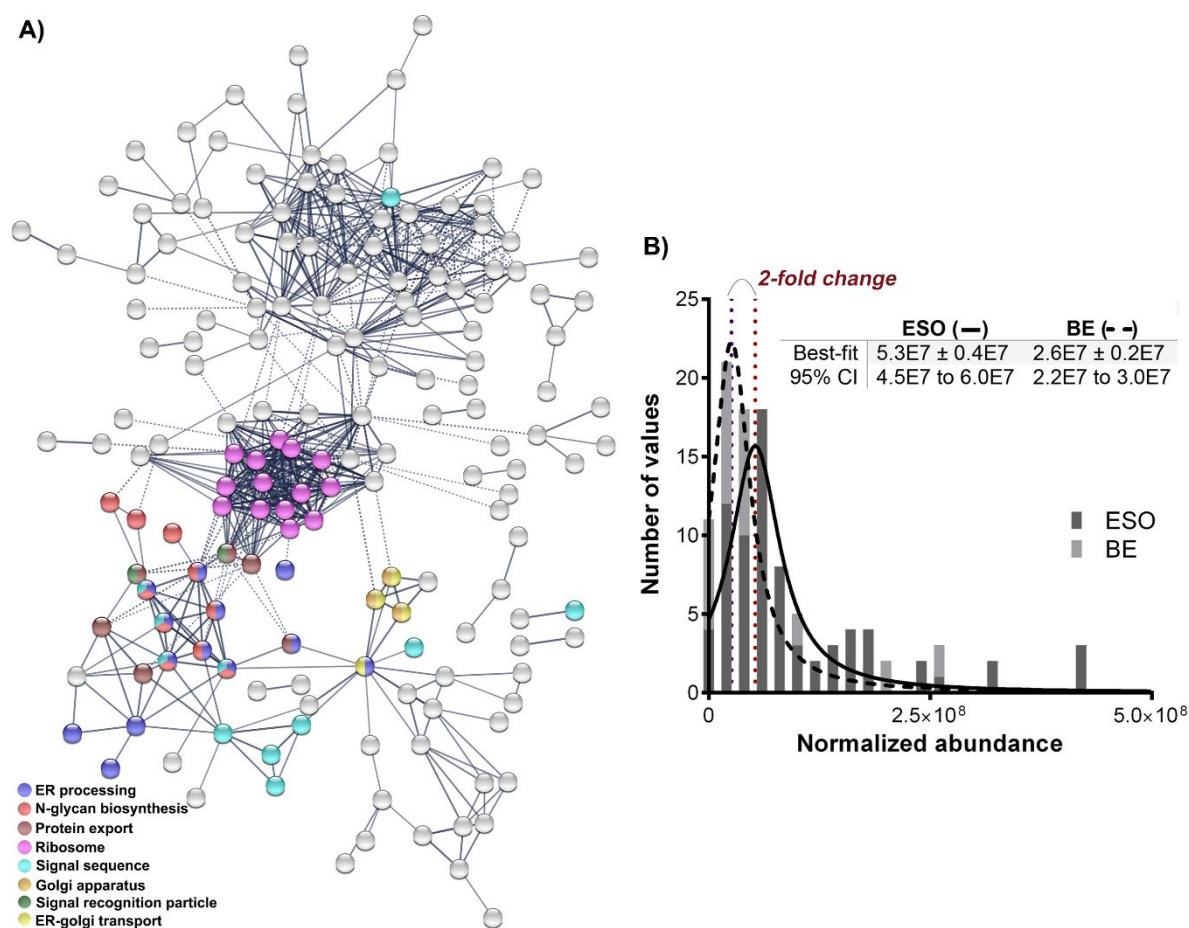 A)
ER processing
N-glycan biosynthesis
Protein export
Ribosome
Signal sequence
Golgi apparatus
Signal recognition particle
ER-golgi transport
B)
2-fold change
25
20
15
10
5
0
Number of values
ESO (—) BE (- -)
Best-fit 5.3E7 ± 0.4E7 2.6E7 ± 0.2E7
95% CI 4.5E7 to 6.0E7 2.2E7 to 3.0E7
ESO
BE
0 2.5×10⁸ 5.0×10⁸
Normalized abundance